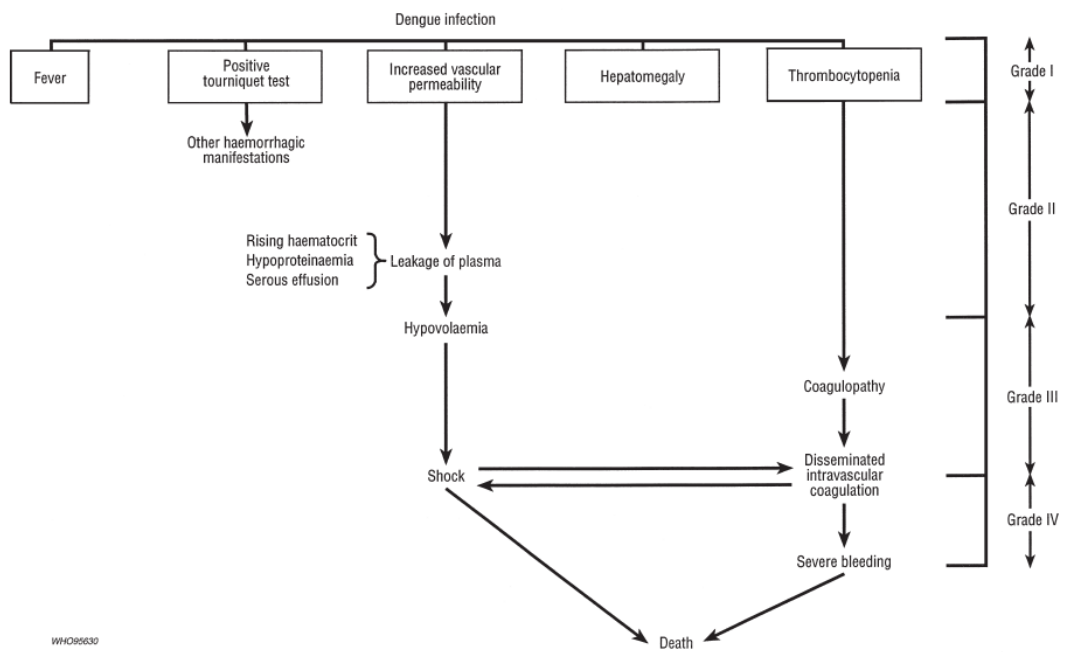 Dengue infection
Fever
Positive
tourniquet test
Increased vascular
permeability
Hepatomegaly
Thrombocytopenia
Grade I
Other haemorrhagic
manifestations
Grade II
Rising haematocrit
Hypoproteinaemia
Serous effusion
Leakage of plasma
Hypovolaemia
Coagulopathy
Grade III
Shock
Disseminated
intravascular
coagulation
Grade IV
Severe bleeding
Death
WHO95630